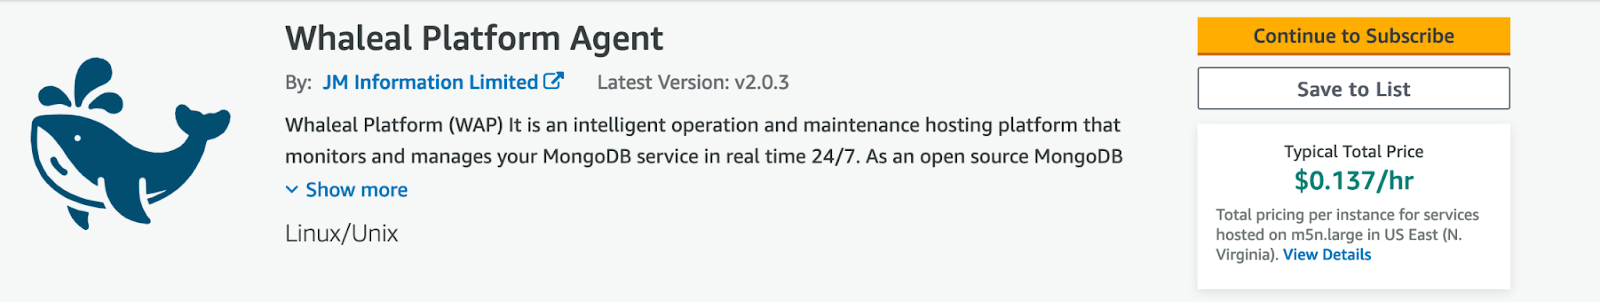 Whaleal Platform Agent
By: JM Information Limited Latest Version: v2.0.3
Whaleal Platform (WAP) It is an intelligent operation and maintenance hosting platform that
monitors and manages your MongoDB service in real time 24/7. As an open source MongoDB
Show more
Linux/Unix
Continue to Subscribe
Save to List
Typical Total Price
$0.137/hr
Total pricing per instance for services
hosted on m5n.large in US East (N.
Virginia). View Details